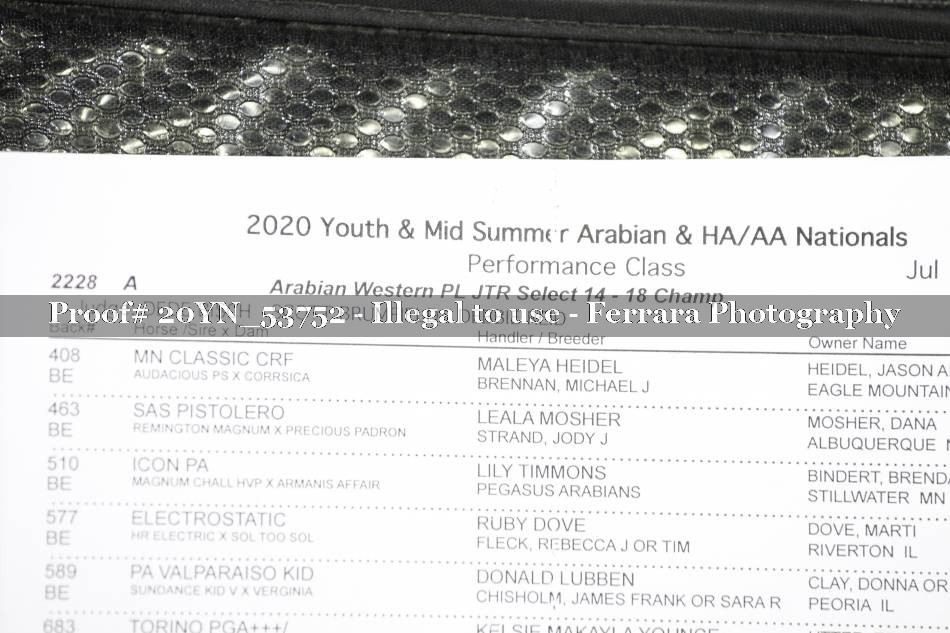 2020 Youth & Mid Summer Arabian & HA/AA Nationals
Performance Class Jul
2228 A Arabian Western PL JTR Select 14 - 18 Champ
Proof# 20YN_53752 - Illegal to use - Ferrara Photography
Back# Horse /Sire x Dam Handler / Breeder Owner Name
408 MN CLASSIC CRF MALEYA HEIDEL HEIDEL, JASON
BE AUDACIOUS PS X CORRSICA BRENNAN, MICHAEL J EAGLE MOUNTAIN
463 SAS PISTOLERO LEALA MOSHER MOSHER, DANA
BE REMINGTON MAGNUM X PRECIOUS PADRON STRAND, JODY J ALBUQUERQUE
510 ICON PA LILY TIMMONS BINDERT, BRENDA
BE MAGNUM CHALL HVP X ARMANIS AFFAIR PEGASUS ARABIANS STILLWATER MN
577 ELECTROSTATIC RUBY DOVE DOVE, MARTI
BE HR ELECTRIC X SOL TOO SOL FLECK, REBECCA J OR TIM RIVERTON IL
589 PA VALPARAISO KID DONALD LUBBEN CLAY, DONNA OR
BE SUNDANCE KID V X VERGINIA CHISHOLM, JAMES FRANK OR SARA R PEORIA IL
683 TORINO PGA+++/ KELSIE MAKAYLA YOUNGE